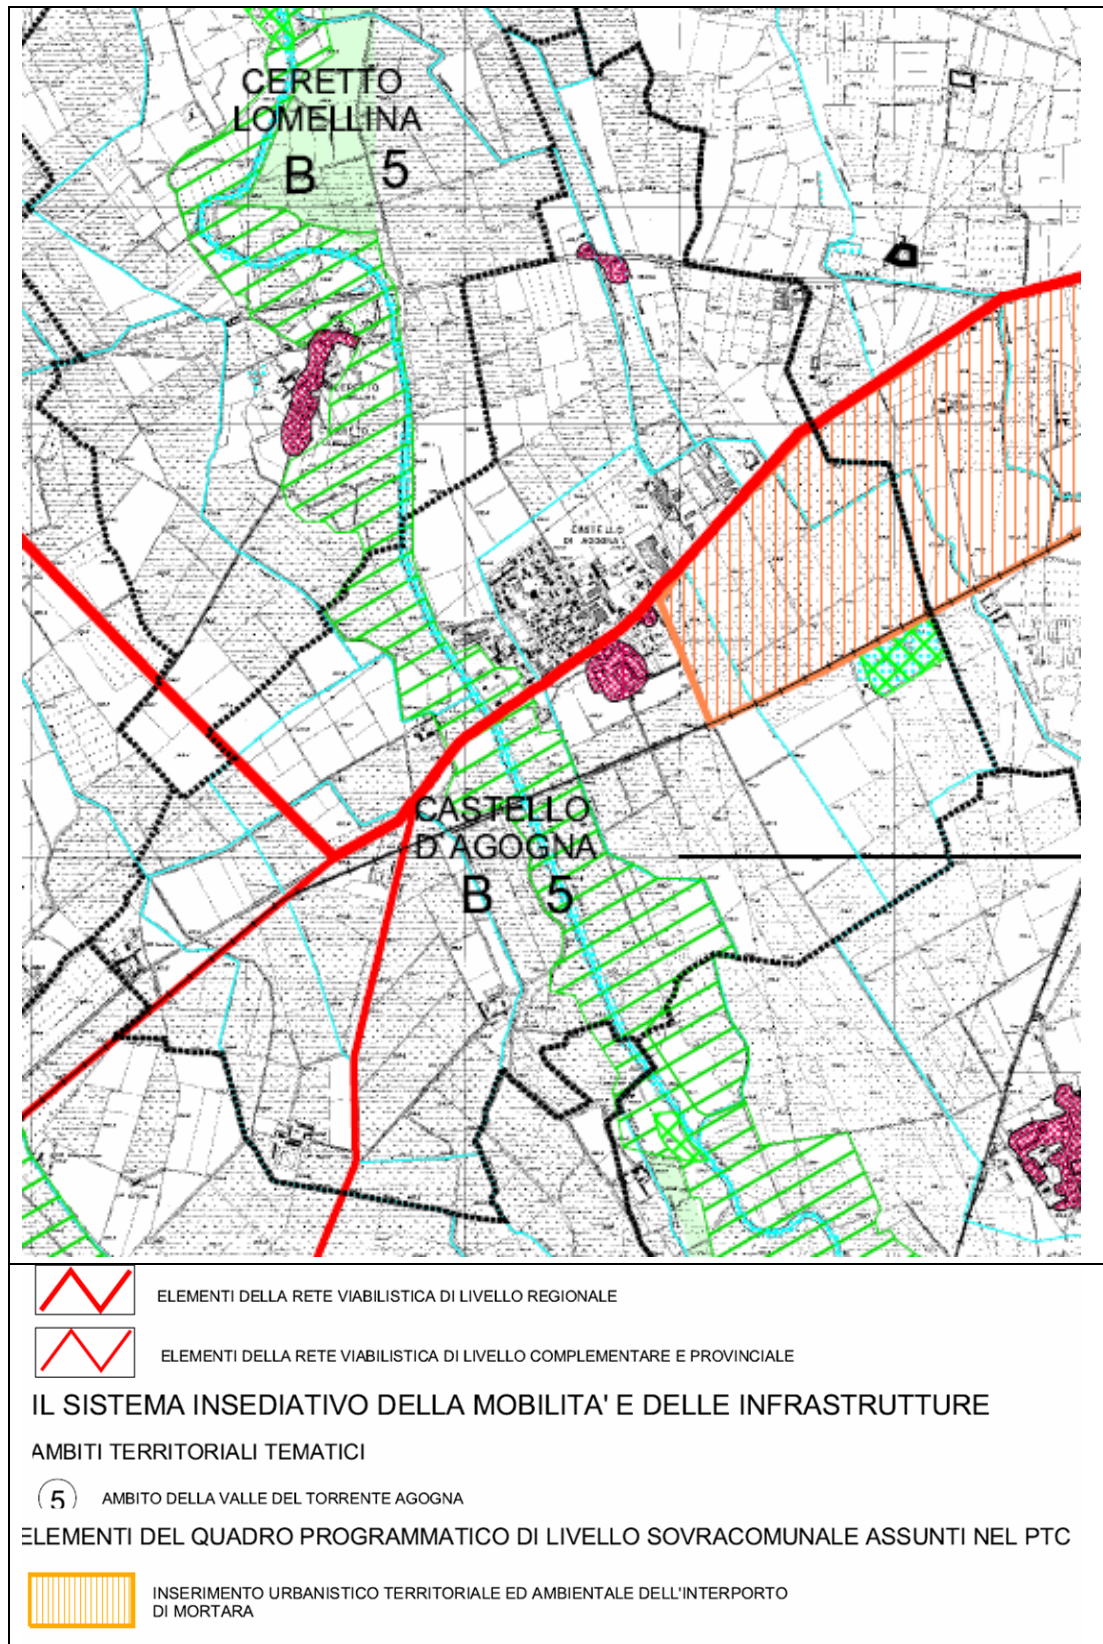 CERETTO
LOMELLINA
B 5
CASTELLO
DI AGOGNA
CASTELLO
D AGOGNA
B 5
ELEMENTI DELLA RETE VIABILISTICA DI LIVELLO REGIONALE
ELEMENTI DELLA RETE VIABILISTICA DI LIVELLO COMPLEMENTARE E PROVINCIALE
IL SISTEMA INSEDIATIVO DELLA MOBILITA' E DELLE INFRASTRUTTURE
AMBITI TERRITORIALI TEMATICI
5 AMBITO DELLA VALLE DEL TORRENTE AGOGNA
ELEMENTI DEL QUADRO PROGRAMMATICO DI LIVELLO SOVRACOMUNALE ASSUNTI NEL PTC
INSERIMENTO URBANISTICO TERRITORIALE ED AMBIENTALE DELL'INTERPORTO
DI MORTARA